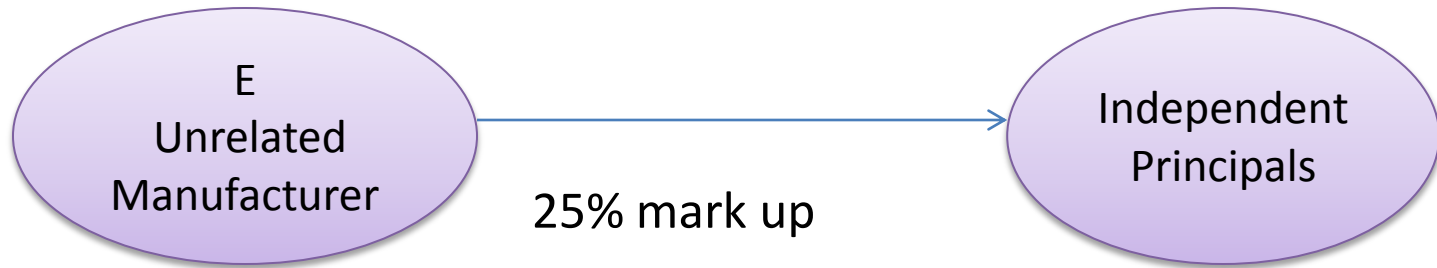 E
Unrelated
Manufacturer
25% mark up
Independent
Principals